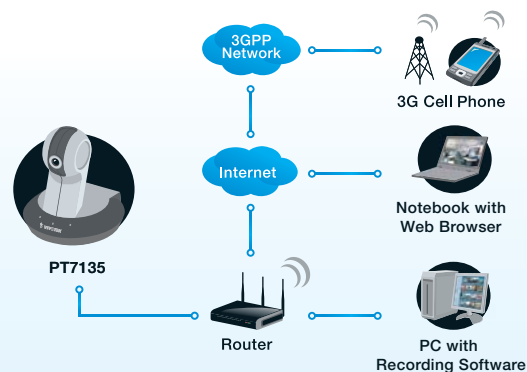 3GPP
Network
3G Cell Phone
Internet
Notebook with
Web Browser
PT7135
Router
PC with
Recording Software